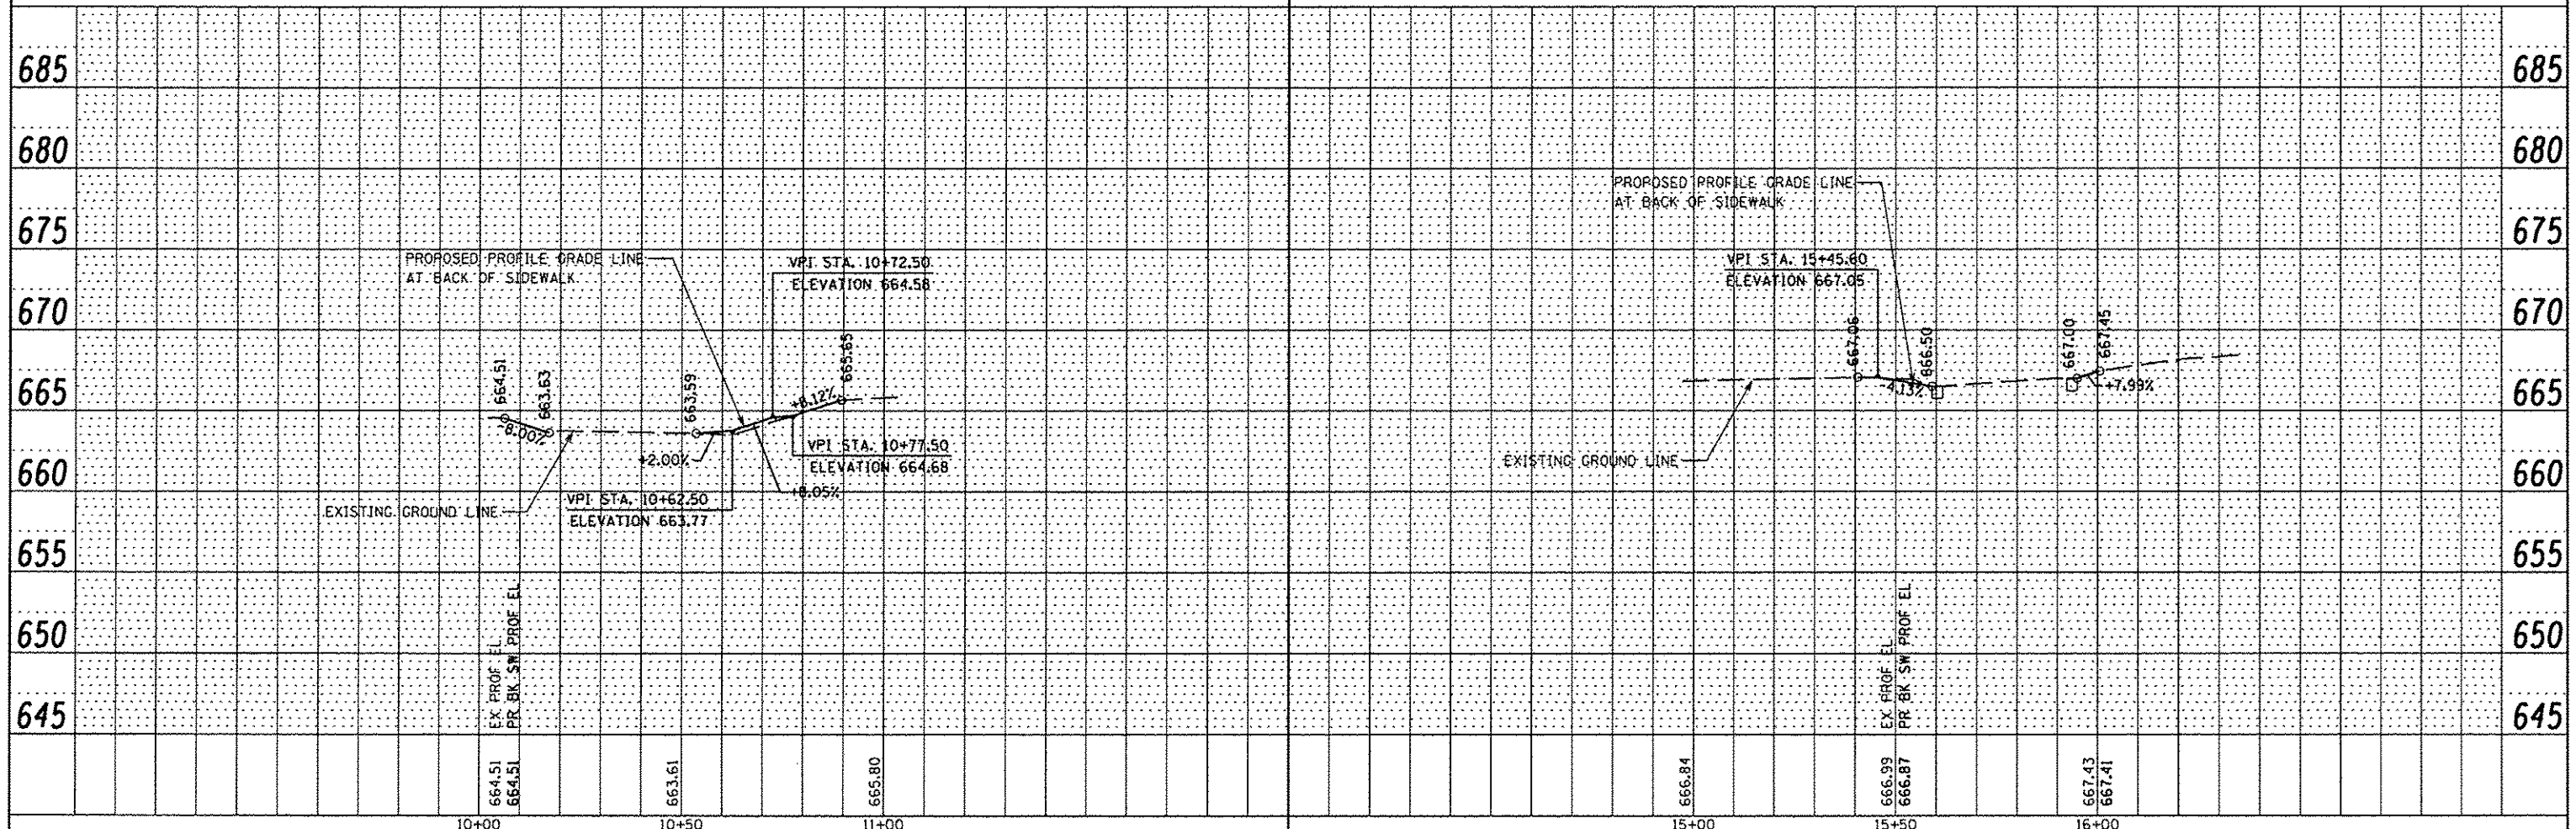 685
685
680
680
675
675
670
670
665
665
660
660
655
655
650
650
645
645
PROPOSED PROFILE GRADE LINE
AT BACK OF SIDEWALK
VPI STA. 10+72.50
ELEVATION 664.58
664.51
663.63
663.59
665.65
-8.00%
+8.12%
+2.00%
VPI STA. 10+77.50
ELEVATION 664.68
+8.05%
VPI STA. 10+62.50
ELEVATION 663.77
EXISTING GROUND LINE
EX PROF EL
PR BK SW PROF EL
664.51
664.51
663.61
665.80
10+00
10+50
11+00
PROPOSED PROFILE GRADE LINE
AT BACK OF SIDEWALK
VPI STA. 15+45.60
ELEVATION 667.05
667.06
666.50
667.00
667.45
-4.13%
+7.99%
EXISTING GROUND LINE
EX PROF EL
PR BK SW PROF EL
666.84
666.99
666.87
667.43
667.41
15+00
15+50
16+00